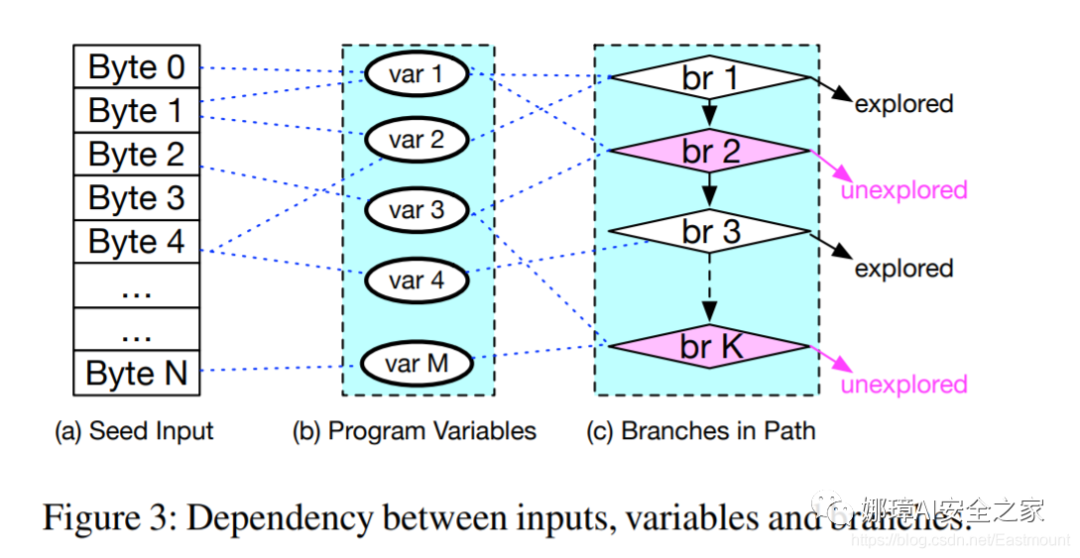 Byte 0
Byte 1
Byte 2
Byte 3
Byte 4
...
...
Byte N
var 1
var 2
var 3
var 4
var M
br 1
br 2
br 3
br K
explored
unexplored
explored
unexplored
(a) Seed Input
(b) Program Variables
(c) Branches in Path
Figure 3: Dependency between inputs, variables and branches.
娜璋AI安全之家
https://blog.csdn.net/Eastmount